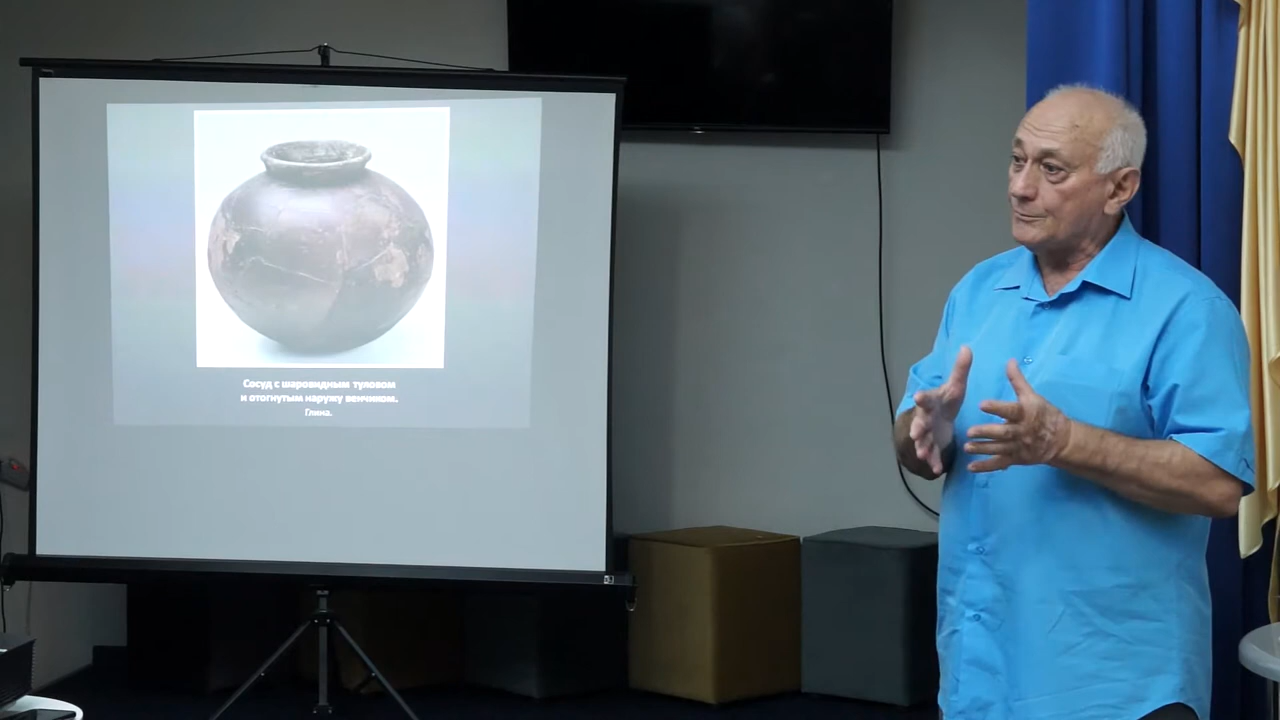 Сосуд с шаровидным туловом
и отогнутым наружу венчиком.
Глина.